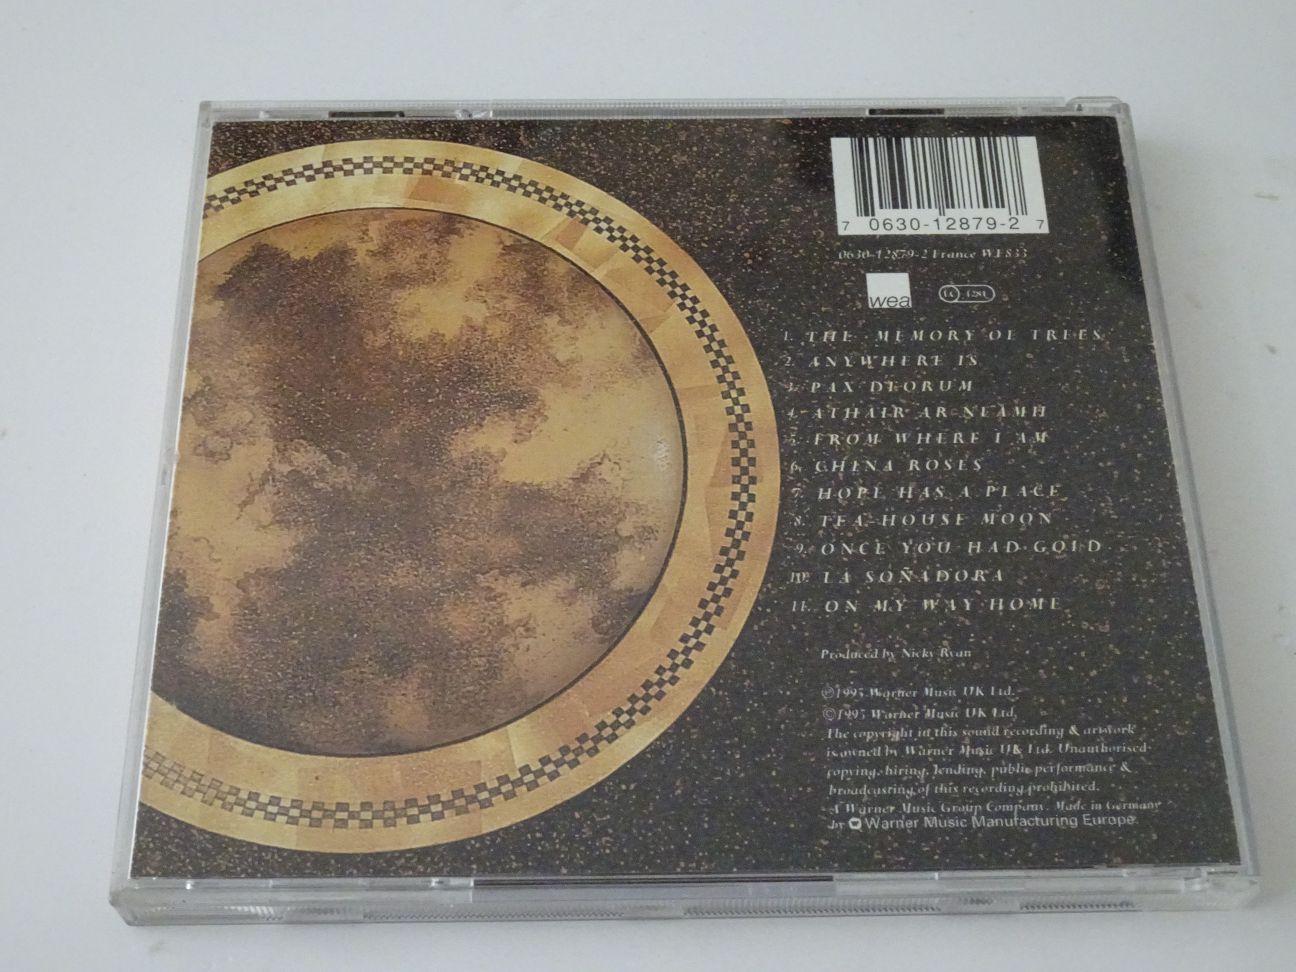 7 0630-12879-2 7
0630-12879-2 France WE833
wea
LC 4281
1. THE MEMORY OF TREES
2. ANYWHERE IS
3. PAX DEORUM
4. ATHAIR AR NEAMH
5. FROM WHERE I AM
6. CHINA ROSES
7. HOPE HAS A PLACE
8. TEA-HOUSE MOON
9. ONCE YOU HAD GOLD
10. LA SOÑADORA
11. ON MY WAY HOME
Produced by Nicky Ryan
℗1995 Warner Music UK Ltd.
©1995 Warner Music UK Ltd.
The copyright in this sound recording & artwork
is owned by Warner Music UK Ltd. Unauthorised
copying, hiring, lending, public performance &
broadcasting of this recording prohibited.
A Warner Music Group Company. Made in Germany
by Warner Music Manufacturing Europe.